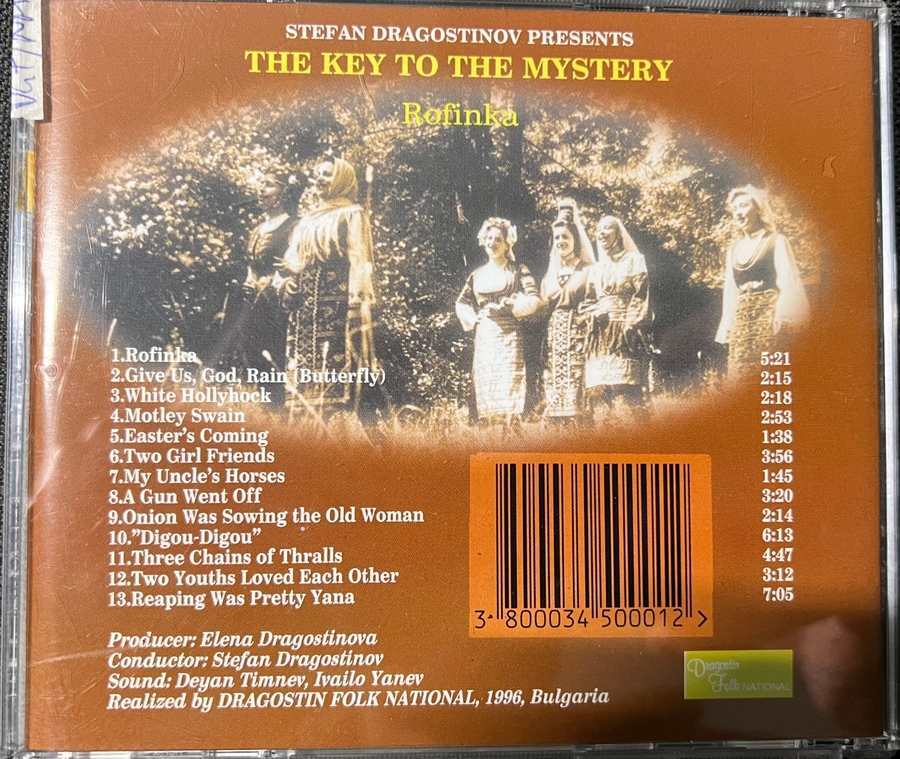 STEFAN DRAGOSTINOV PRESENTS
THE KEY TO THE MYSTERY
Rofinka
1.Rofinka 5:21
2.Give Us, God, Rain (Butterfly) 2:15
3.White Hollyhock 2:18
4.Motley Swain 2:53
5.Easter's Coming 1:38
6.Two Girl Friends 3:56
7.My Uncle's Horses 1:45
8.A Gun Went Off 3:20
9.Onion Was Sowing the Old Woman 2:14
10."Digou-Digou" 6:13
11.Three Chains of Thralls 4:47
12.Two Youths Loved Each Other 3:12
13.Reaping Was Pretty Yana 7:05
3 800034 500012 >
Producer: Elena Dragostinova
Conductor: Stefan Dragostinov
Sound: Deyan Timnev, Ivailo Yanev
Realized by DRAGOSTIN FOLK NATIONAL, 1996, Bulgaria
Dragostin
Folk NATIONAL